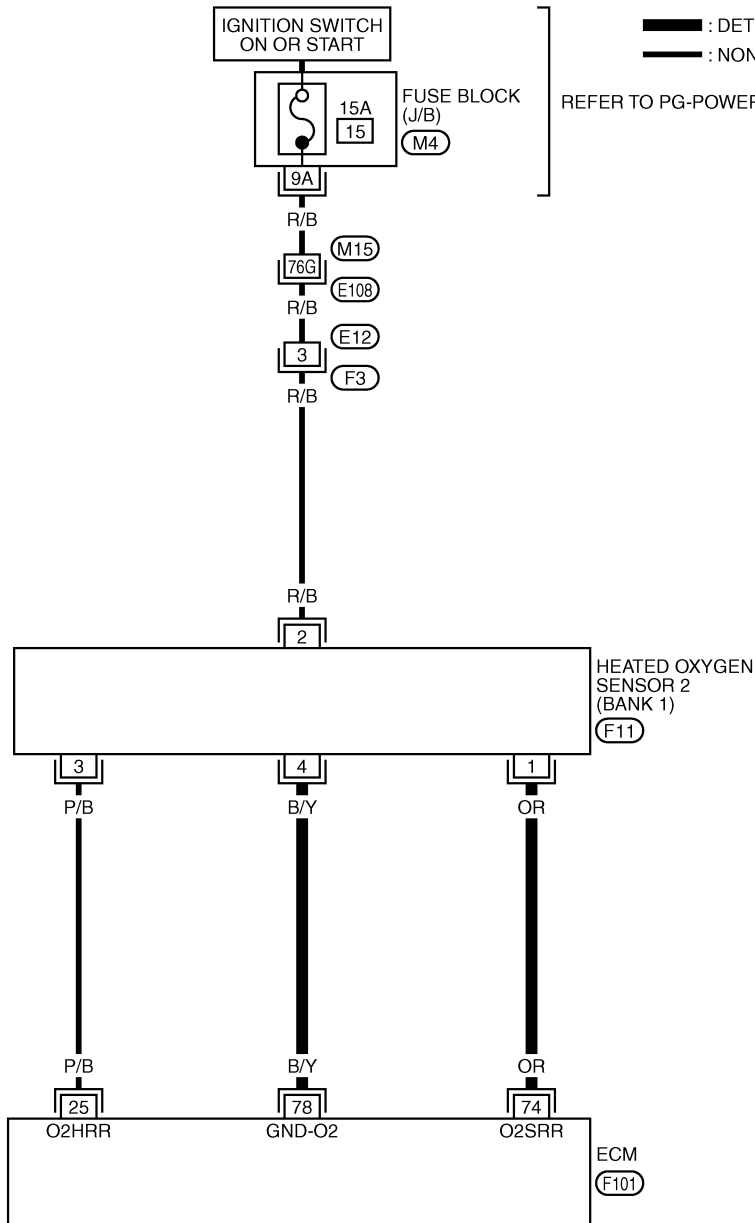 IGNITION SWITCH
ON OR START
: DET
: NON
FUSE BLOCK
(J/B)
M4
15A
15
REFER TO PG-POWER
9A
R/B
M15
76G
E108
R/B
E12
3
F3
R/B
R/B
2
HEATED OXYGEN
SENSOR 2
(BANK 1)
F11
3
4
1
P/B
B/Y
OR
P/B
B/Y
OR
25
78
74
O2HRR
GND-O2
O2SRR
ECM
F101